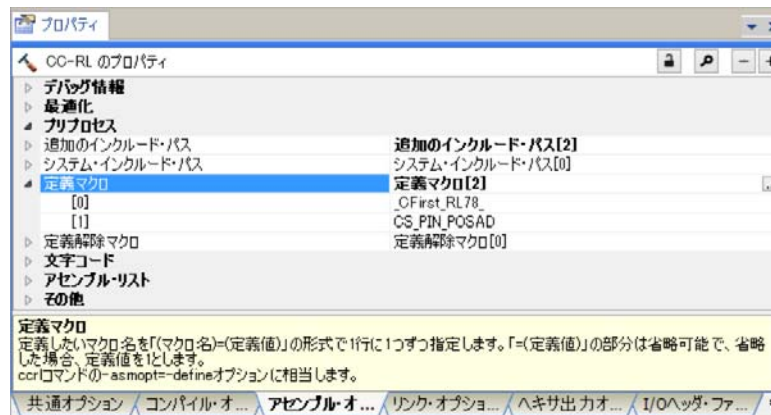 プロパティ
CC-RL のプロパティ
デバッグ情報
最適化
プリプロセス
追加のインクルード・パス 追加のインクルード・パス[2]
システム・インクルード・パス システム・インクルード・パス[0]
定義マクロ 定義マクロ[2]
[0] _CFirst_RL78_
[1] CS_PIN_POSAD
定義解除マクロ 定義解除マクロ[0]
文字コード
アセンブル・リスト
その他
定義マクロ
定義したいマクロ名を「(マクロ名)=(定義値)」の形式で1行に1つずつ指定します。「=(定義値)」の部分は省略可能で、省略
した場合、定義値を1とします。
ccrlコマンドの-asmopt=-defineオプションに相当します。
共通オプション コンパイル・オ... アセンブル・オ... リンク・オプショ... ヘキサ出力オ... I/Oヘッダ・ファ...